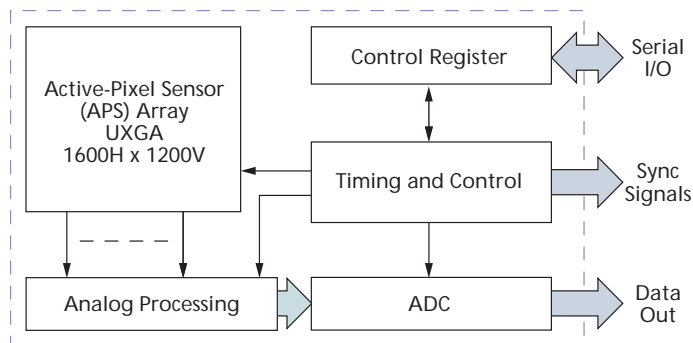 Active-Pixel Sensor
(APS) Array
UXGA
1600H x 1200V
Control Register
Serial
I/O
Timing and Control
Sync
Signals
Analog Processing
ADC
Data
Out